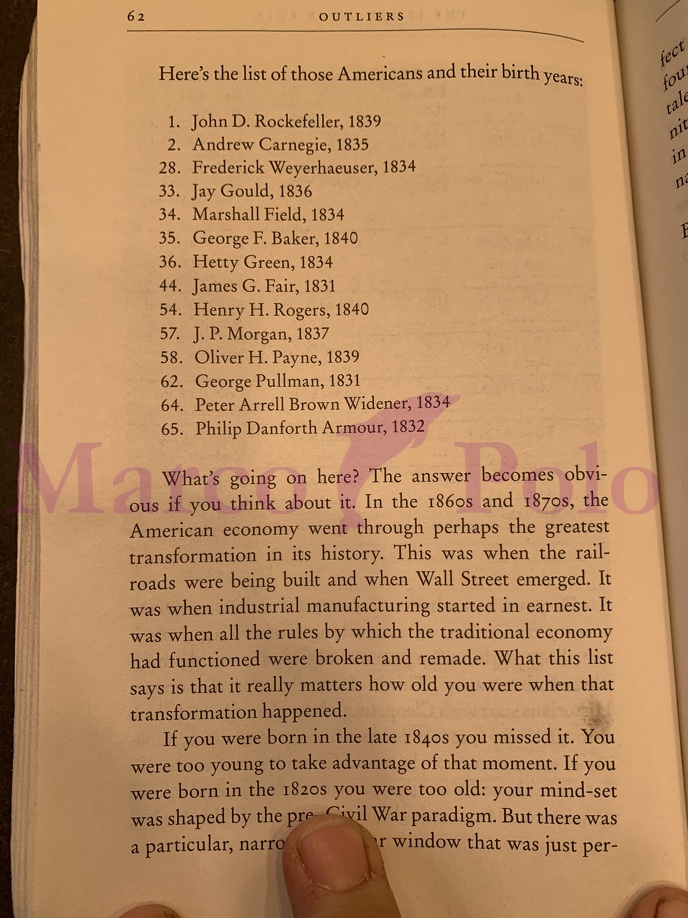 62 OUTLIERS
Here's the list of those Americans and their birth years:
1. John D. Rockefeller, 1839
2. Andrew Carnegie, 1835
28. Frederick Weyerhaeuser, 1834
33. Jay Gould, 1836
34. Marshall Field, 1834
35. George F. Baker, 1840
36. Hetty Green, 1834
44. James G. Fair, 1831
54. Henry H. Rogers, 1840
57. J. P. Morgan, 1837
58. Oliver H. Payne, 1839
62. George Pullman, 1831
64. Peter Arrell Brown Widener, 1834
65. Philip Danforth Armour, 1832
Marco Polo
What's going on here? The answer becomes obvi-
ous if you think about it. In the 1860s and 1870s, the
American economy went through perhaps the greatest
transformation in its history. This was when the rail-
roads were being built and when Wall Street emerged. It
was when industrial manufacturing started in earnest. It
was when all the rules by which the traditional economy
had functioned were broken and remade. What this list
says is that it really matters how old you were when that
transformation happened.
If you were born in the late 1840s you missed it. You
were too young to take advantage of that moment. If you
were born in the 1820s you were too old: your mind-set
was shaped by the pre-Civil War paradigm. But there was
a particular, narro window that was just per-
fect
four
tale
nit
in
na